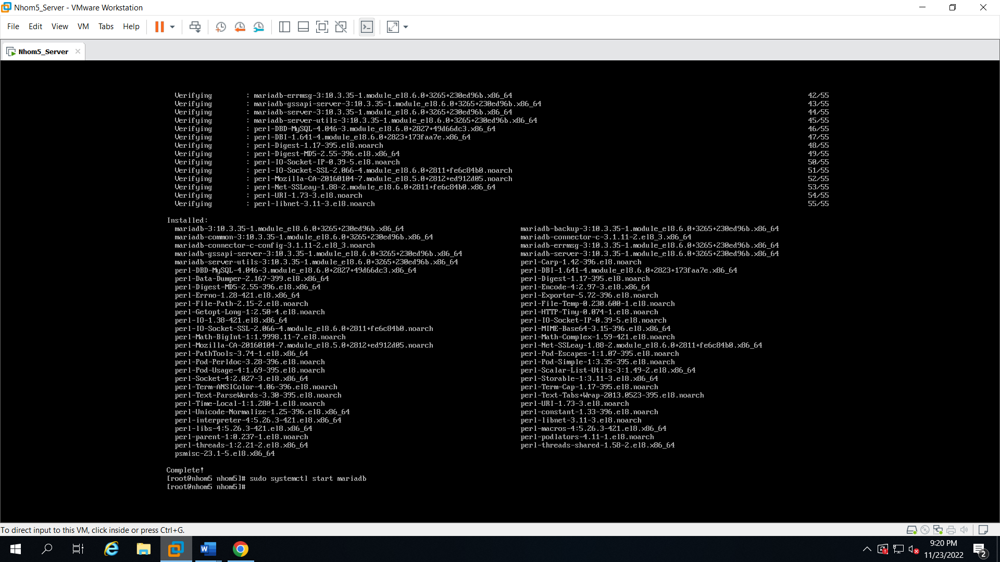 Nhom5_Server - VMware Workstation
File Edit View VM Tabs Help
Nhom5_Server
Verifying : mariadb-errmsg-3:10.3.35-1.module_el8.6.0+3265+230ed96b.x86_64 42/55
Verifying : mariadb-gssapi-server-3:10.3.35-1.module_el8.6.0+3265+230ed96b.x86_64 43/55
Verifying : mariadb-server-3:10.3.35-1.module_el8.6.0+3265+230ed96b.x86_64 44/55
Verifying : mariadb-server-utils-3:10.3.35-1.module_el8.6.0+3265+230ed96b.x86_64 45/55
Verifying : perl-DBD-MySQL-4.046-3.module_el8.6.0+2827+49d66dc3.x86_64 46/55
Verifying : perl-DBI-1.641-4.module_el8.6.0+2823+173faa7e.x86_64 47/55
Verifying : perl-Digest-1.17-395.el8.noarch 48/55
Verifying : perl-Digest-MD5-2.55-396.el8.x86_64 49/55
Verifying : perl-IO-Socket-IP-0.39-5.el8.noarch 50/55
Verifying : perl-IO-Socket-SSL-2.066-4.module_el8.6.0+2811+fe6c84b0.noarch 51/55
Verifying : perl-Mozilla-CA-20160104-7.module_el8.5.0+2812+ed912d05.noarch 52/55
Verifying : perl-Net-SSLeay-1.88-2.module_el8.6.0+2811+fe6c84b0.x86_64 53/55
Verifying : perl-URI-1.73-3.el8.noarch 54/55
Verifying : perl-libnet-3.11-3.el8.noarch 55/55
Installed:
mariadb-3:10.3.35-1.module_el8.6.0+3265+230ed96b.x86_64 mariadb-backup-3:10.3.35-1.module_el8.6.0+3265+230ed96b.x86_64
mariadb-common-3:10.3.35-1.module_el8.6.0+3265+230ed96b.x86_64 mariadb-connector-c-3.1.11-2.el8_3.x86_64
mariadb-connector-c-config-3.1.11-2.el8_3.noarch mariadb-errmsg-3:10.3.35-1.module_el8.6.0+3265+230ed96b.x86_64
mariadb-gssapi-server-3:10.3.35-1.module_el8.6.0+3265+230ed96b.x86_64 mariadb-server-3:10.3.35-1.module_el8.6.0+3265+230ed96b.x86_64
mariadb-server-utils-3:10.3.35-1.module_el8.6.0+3265+230ed96b.x86_64 perl-Carp-1.42-396.el8.noarch
perl-DBD-MySQL-4.046-3.module_el8.6.0+2827+49d66dc3.x86_64 perl-DBI-1.641-4.module_el8.6.0+2823+173faa7e.x86_64
perl-Data-Dumper-2.167-399.el8.x86_64 perl-Digest-1.17-395.el8.noarch
perl-Digest-MD5-2.55-396.el8.x86_64 perl-Encode-4:2.97-3.el8.x86_64
perl-Errno-1.28-421.el8.x86_64 perl-Exporter-5.72-396.el8.noarch
perl-File-Path-2.15-2.el8.noarch perl-File-Temp-0.230.600-1.el8.noarch
perl-Getopt-Long-1:2.50-4.el8.noarch perl-HTTP-Tiny-0.074-1.el8.noarch
perl-IO-1.38-421.el8.x86_64 perl-IO-Socket-IP-0.39-5.el8.noarch
perl-IO-Socket-SSL-2.066-4.module_el8.6.0+2811+fe6c84b0.noarch perl-MIME-Base64-3.15-396.el8.x86_64
perl-Math-BigInt-1:1.9998.11-7.el8.noarch perl-Math-Complex-1.59-421.el8.noarch
perl-Mozilla-CA-20160104-7.module_el8.5.0+2812+ed912d05.noarch perl-Net-SSLeay-1.88-2.module_el8.6.0+2811+fe6c84b0.x86_64
perl-PathTools-3.74-1.el8.x86_64 perl-Pod-Escapes-1:1.07-395.el8.noarch
perl-Pod-Perldoc-3.28-396.el8.noarch perl-Pod-Simple-1:3.35-395.el8.noarch
perl-Pod-Usage-4:1.69-395.el8.noarch perl-Scalar-List-Utils-3:1.49-2.el8.x86_64
perl-Socket-4:2.027-3.el8.x86_64 perl-Storable-1:3.11-3.el8.x86_64
perl-Term-ANSIColor-4.06-396.el8.noarch perl-Term-Cap-1.17-395.el8.noarch
perl-Text-ParseWords-3.30-395.el8.noarch perl-Text-Tabs+Wrap-2013.0523-395.el8.noarch
perl-Time-Local-1:1.280-1.el8.noarch perl-URI-1.73-3.el8.noarch
perl-Unicode-Normalize-1.25-396.el8.x86_64 perl-constant-1.33-396.el8.noarch
perl-interpreter-4:5.26.3-421.el8.x86_64 perl-libnet-3.11-3.el8.noarch
perl-libs-4:5.26.3-421.el8.x86_64 perl-macros-4:5.26.3-421.el8.x86_64
perl-parent-1:0.237-1.el8.noarch perl-podlators-4.11-1.el8.noarch
perl-threads-1:2.21-2.el8.x86_64 perl-threads-shared-1.58-2.el8.x86_64
psmisc-23.1-5.el8.x86_64
Complete!
[root@nhom5 nhom5]# sudo systemctl start mariadb
[root@nhom5 nhom5]#
To direct input to this VM, click inside or press Ctrl+G.
9:20 PM
11/23/2022
2